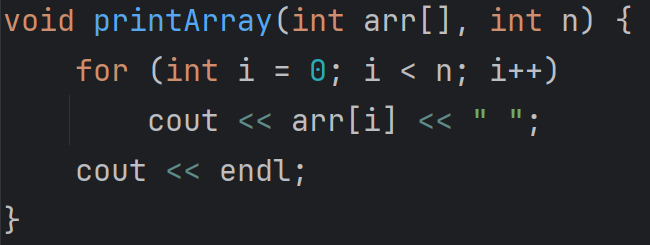 void printArray(int arr[], int n) {
    for (int i = 0; i < n; i++)
        cout << arr[i] << " ";
    cout << endl;
}